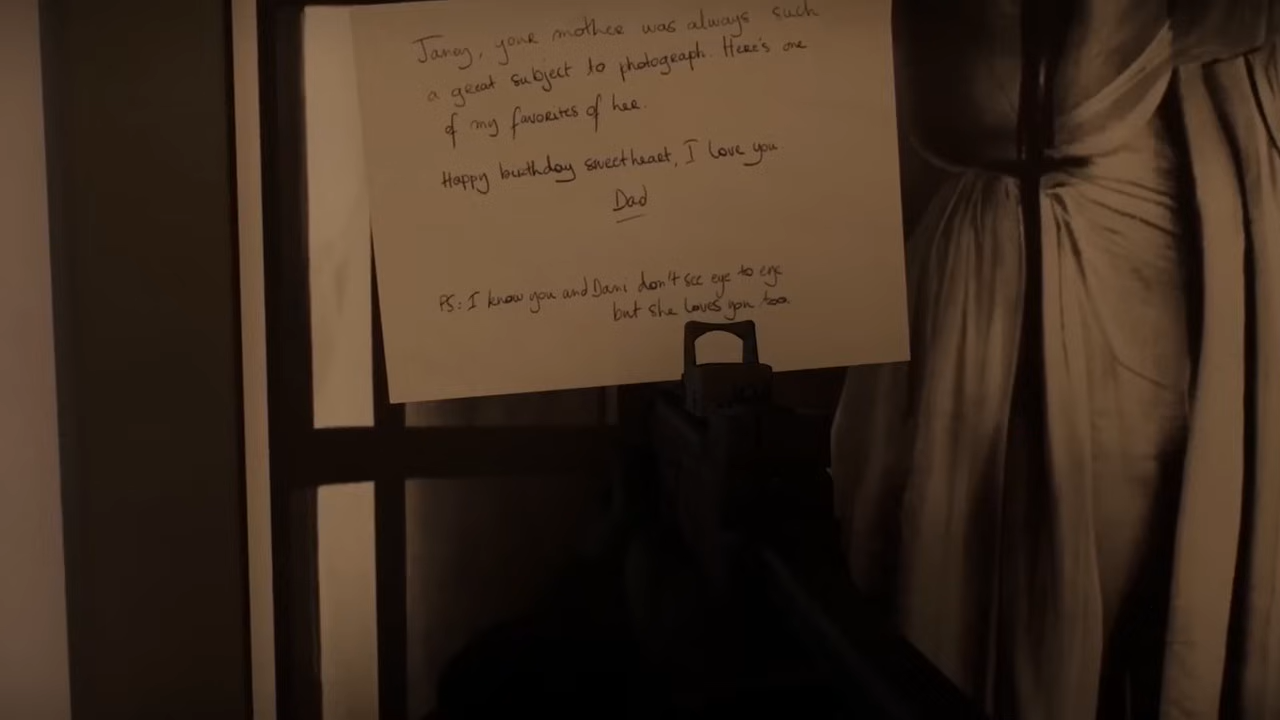 Janey, your mother was always such
a great subject to photograph. Here's one
of my favorites of her.
Happy birthday sweetheart, I love you.
Dad
PS: I know you and Dani don't see eye to eye
but she loves you too.